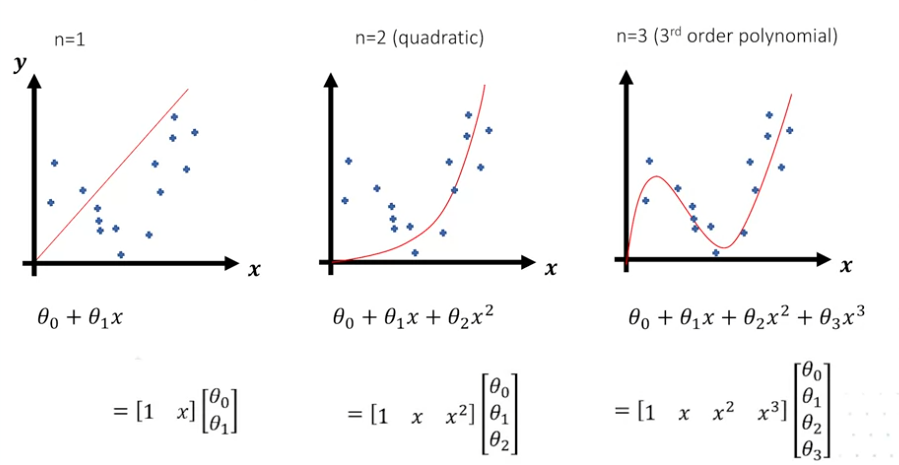 n=1
n=2 (quadratic)
n=3 (3rd order polynomial)
y
x
x
x
θ₀ + θ₁x
θ₀ + θ₁x + θ₂x²
θ₀ + θ₁x + θ₂x² + θ₃x³
= [1 x] [θ₀ θ₁]
= [1 x x²] [θ₀ θ₁ θ₂]
= [1 x x² x³] [θ₀ θ₁ θ₂ θ₃]